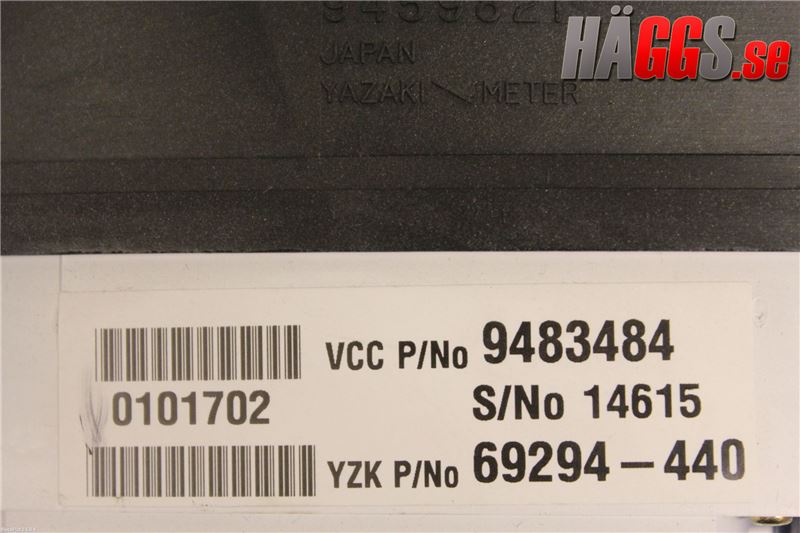 HÄGGS.se
JAPAN
YAZAKI METER
VCC P/No 9483484
0101702
S/No 14615
YZK P/No 69294-440